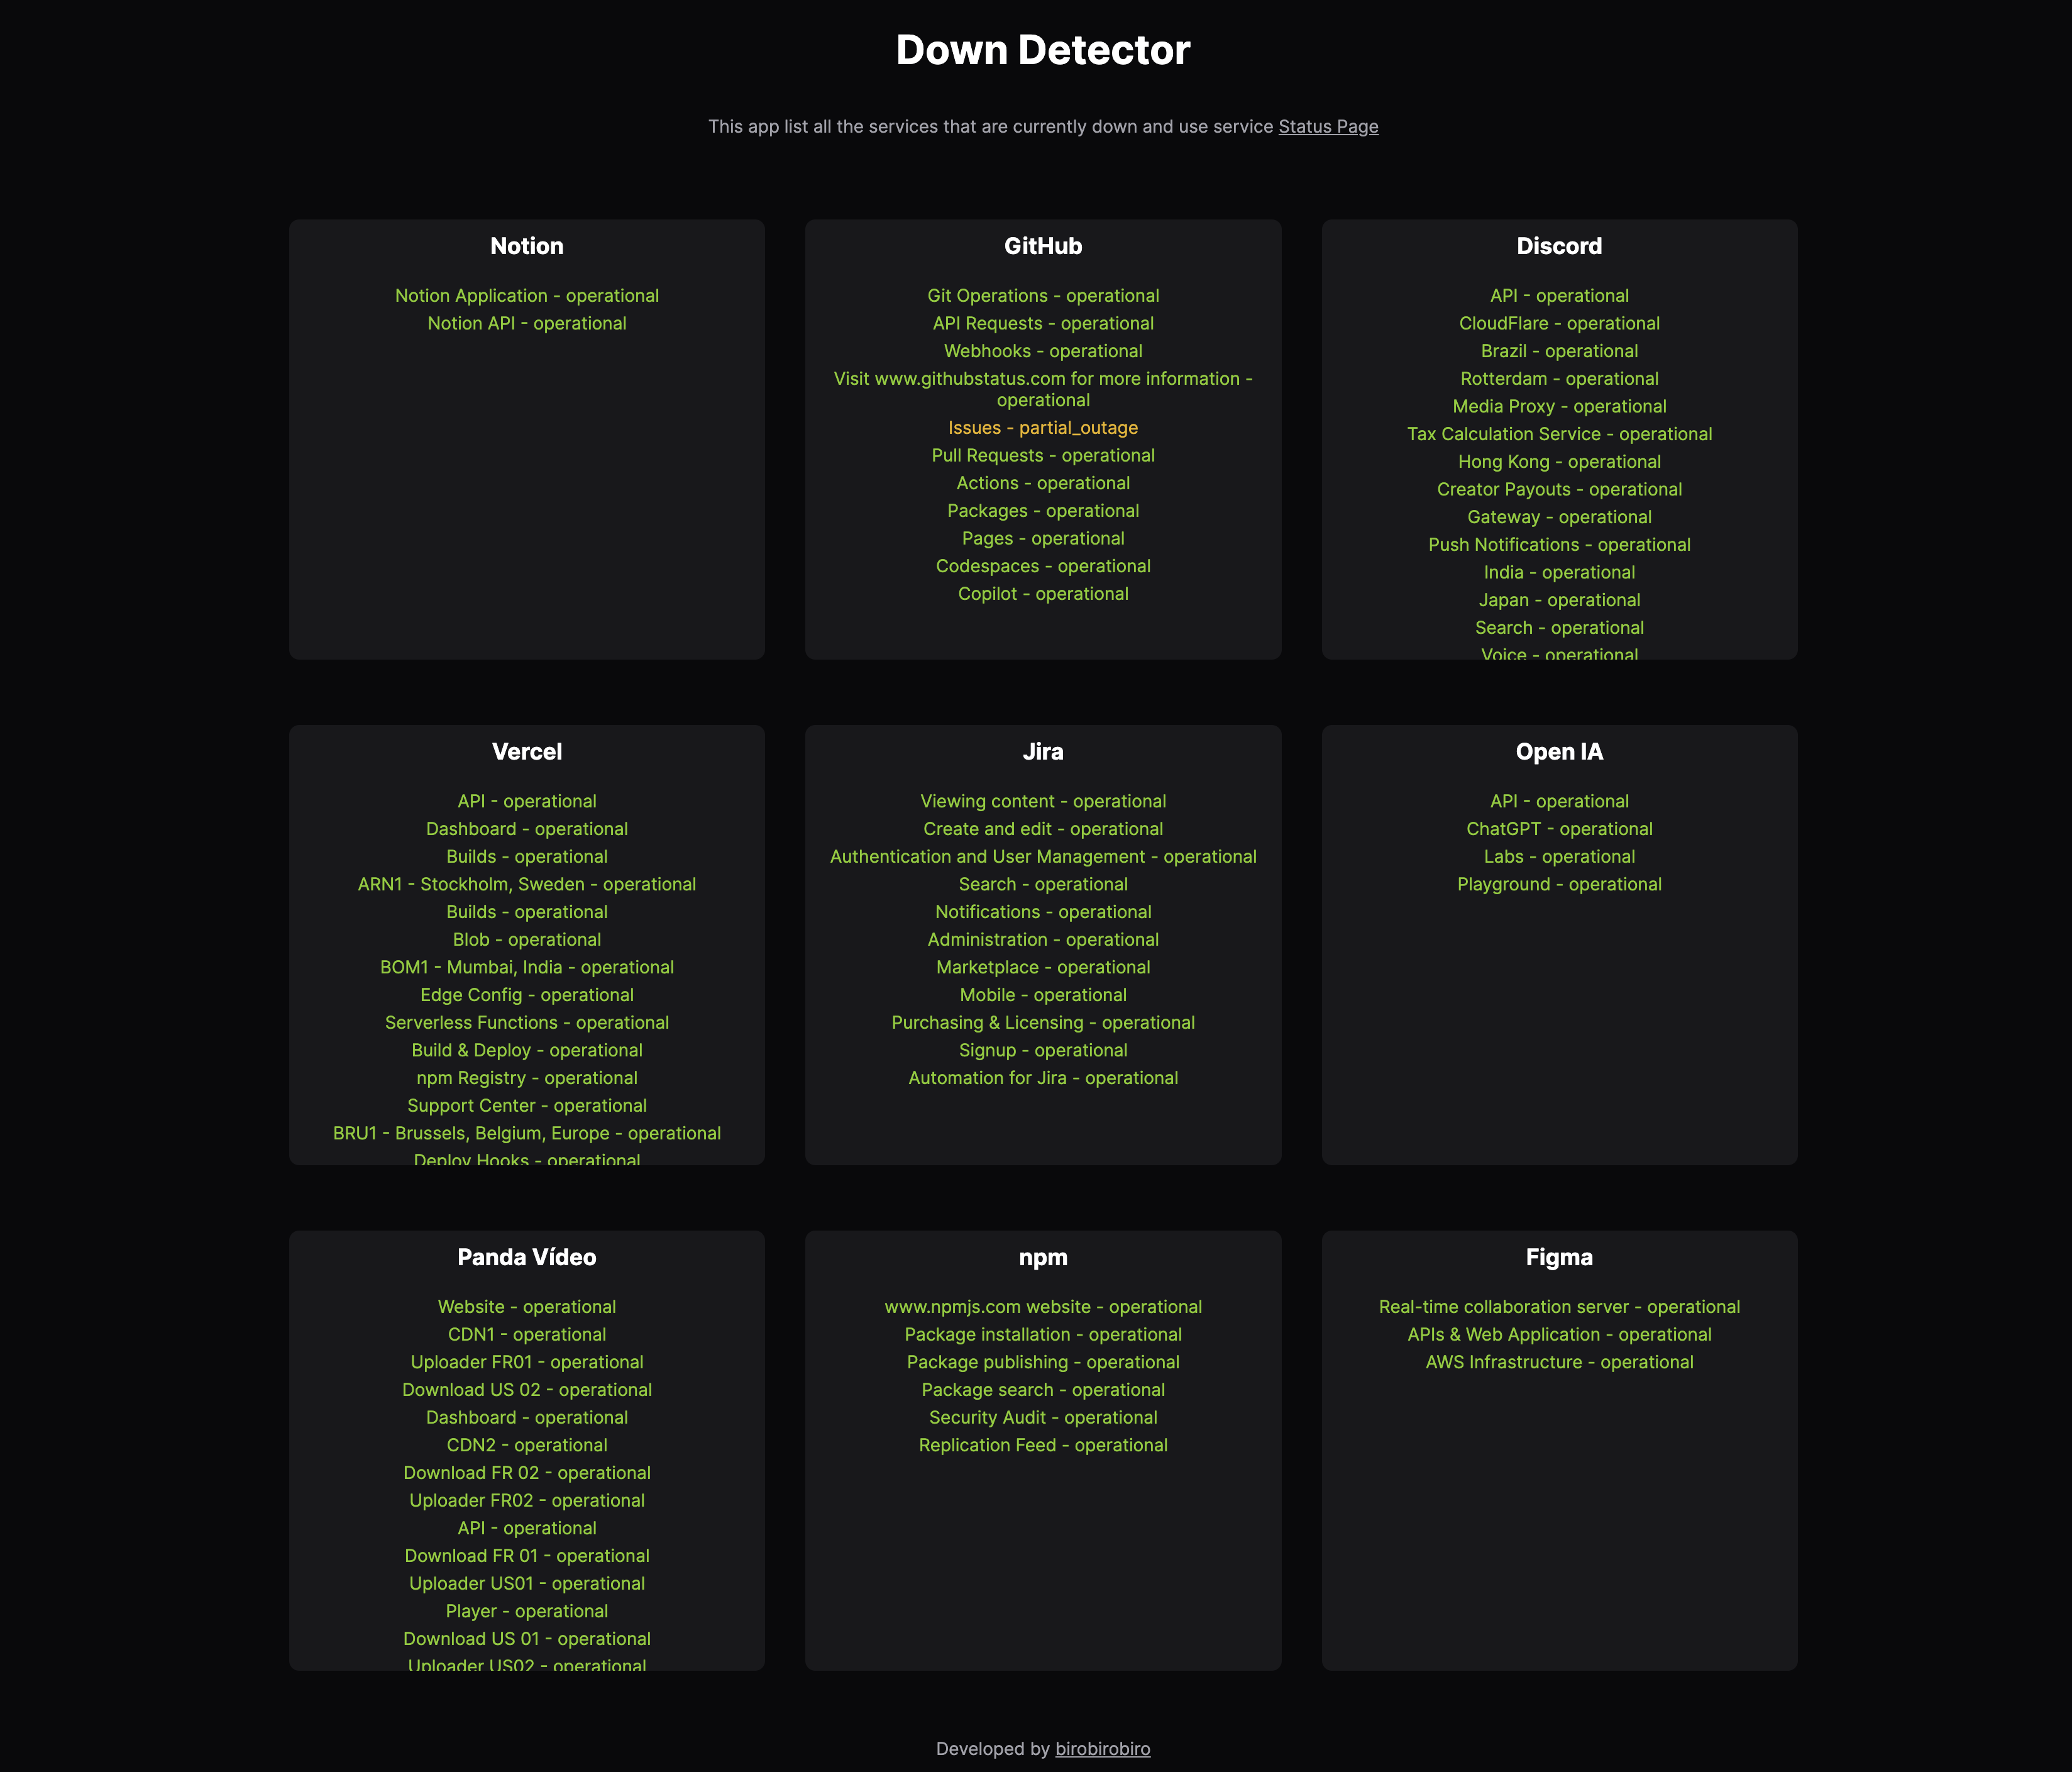 Down Detector
This app list all the services that are currently down and use service Status Page
Notion
Notion Application - operational
Notion API - operational
GitHub
Git Operations - operational
API Requests - operational
Webhooks - operational
Visit www.githubstatus.com for more information -
operational
Issues - partial_outage
Pull Requests - operational
Actions - operational
Packages - operational
Pages - operational
Codespaces - operational
Copilot - operational
Discord
API - operational
CloudFlare - operational
Brazil - operational
Rotterdam - operational
Media Proxy - operational
Tax Calculation Service - operational
Hong Kong - operational
Creator Payouts - operational
Gateway - operational
Push Notifications - operational
India - operational
Japan - operational
Search - operational
Voice - operational
Vercel
API - operational
Dashboard - operational
Builds - operational
ARN1 - Stockholm, Sweden - operational
Builds - operational
Blob - operational
BOM1 - Mumbai, India - operational
Edge Config - operational
Serverless Functions - operational
Build & Deploy - operational
npm Registry - operational
Support Center - operational
BRU1 - Brussels, Belgium, Europe - operational
Deploy Hooks - operational
Jira
Viewing content - operational
Create and edit - operational
Authentication and User Management - operational
Search - operational
Notifications - operational
Administration - operational
Marketplace - operational
Mobile - operational
Purchasing & Licensing - operational
Signup - operational
Automation for Jira - operational
Open IA
API - operational
ChatGPT - operational
Labs - operational
Playground - operational
Panda Vídeo
Website - operational
CDN1 - operational
Uploader FR01 - operational
Download US 02 - operational
Dashboard - operational
CDN2 - operational
Download FR 02 - operational
Uploader FR02 - operational
API - operational
Download FR 01 - operational
Uploader US01 - operational
Player - operational
Download US 01 - operational
Uploader US02 - operational
npm
www.npmjs.com website - operational
Package installation - operational
Package publishing - operational
Package search - operational
Security Audit - operational
Replication Feed - operational
Figma
Real-time collaboration server - operational
APIs & Web Application - operational
AWS Infrastructure - operational
Developed by birobirobiro